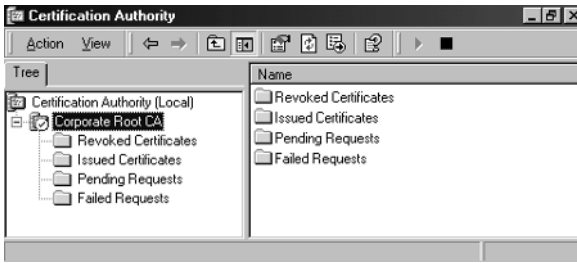 Certification Authority
Action View
Tree
Name
Certification Authority (Local)
Corporate Root CA
Revoked Certificates
Issued Certificates
Pending Requests
Failed Requests
Revoked Certificates
Issued Certificates
Pending Requests
Failed Requests